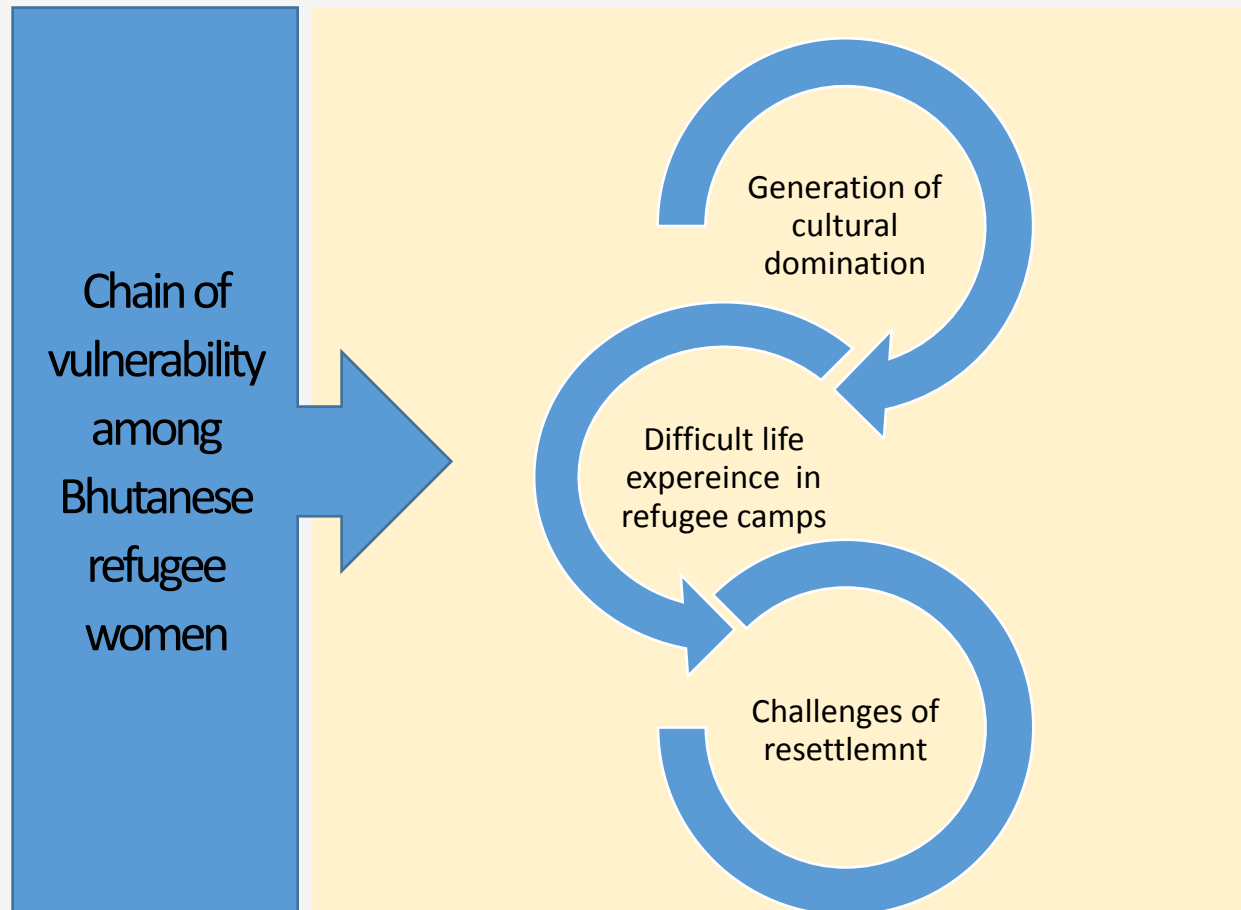 Chain of
vulnerability
among
Bhutanese
refugee
women
Generation of
cultural
domination
Difficult life
expereince in
refugee camps
Challenges of
resettlemnt